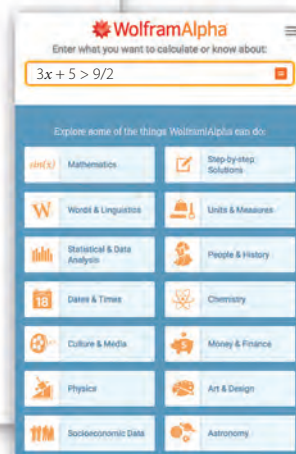 WolframAlpha
Enter what you want to calculate or know about:
3x + 5 > 9/2
Explore some of the things WolframAlpha can do:
sin(x) Mathematics
Step-by-step
Solutions
W Words & Linguistics
Units & Measures
Statistical & Data
Analysis
People & History
18 Dates & Times
Chemistry
Culture & Media
$ Money & Finance
Physics
Art & Design
Socioeconomic Data
Astronomy